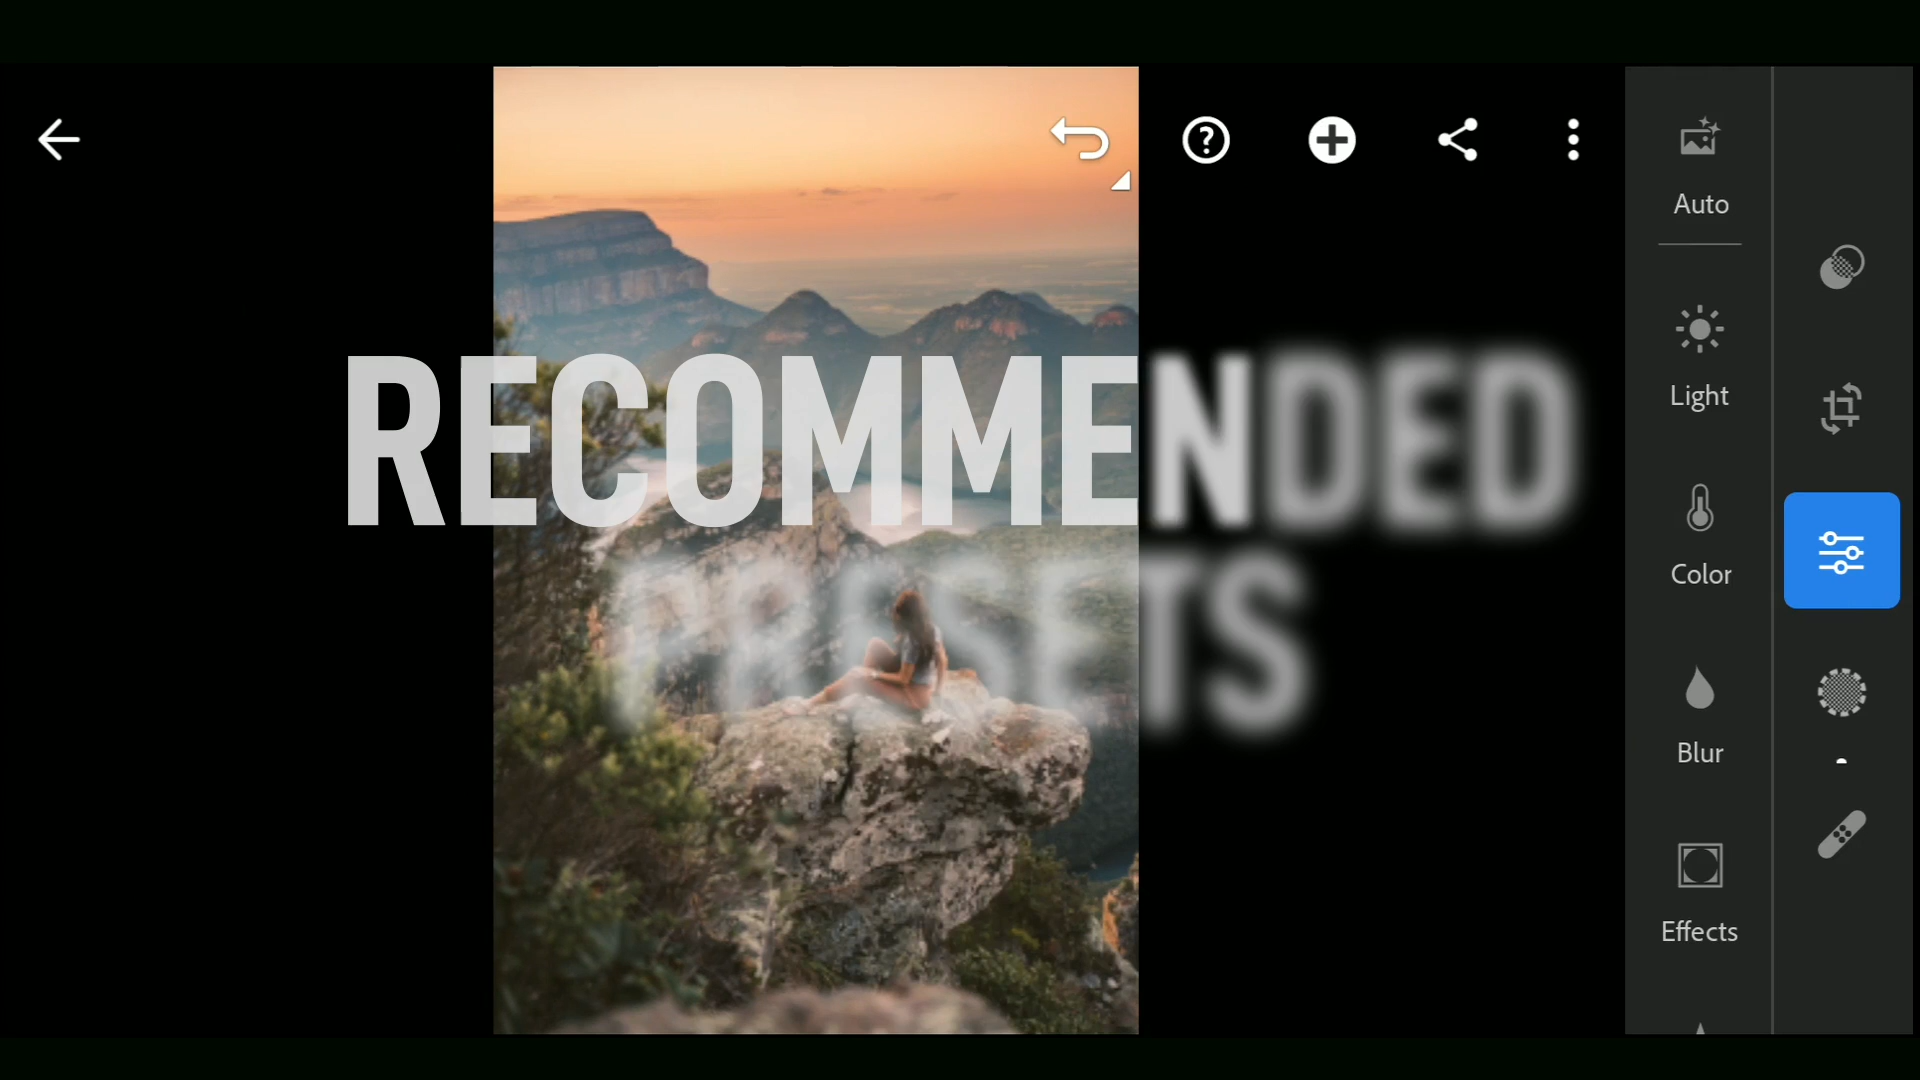 Auto
Light
RECOMMENDED
Color
PRESETS
Blur
Effects